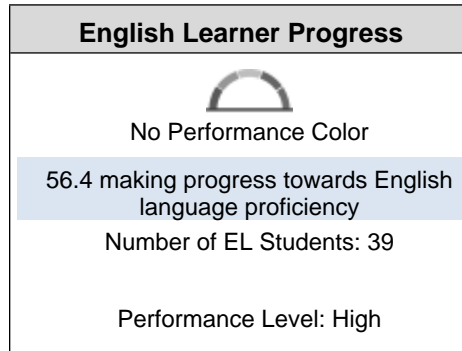 English Learner Progress
No Performance Color
56.4 making progress towards English
language proficiency
Number of EL Students: 39
Performance Level: High